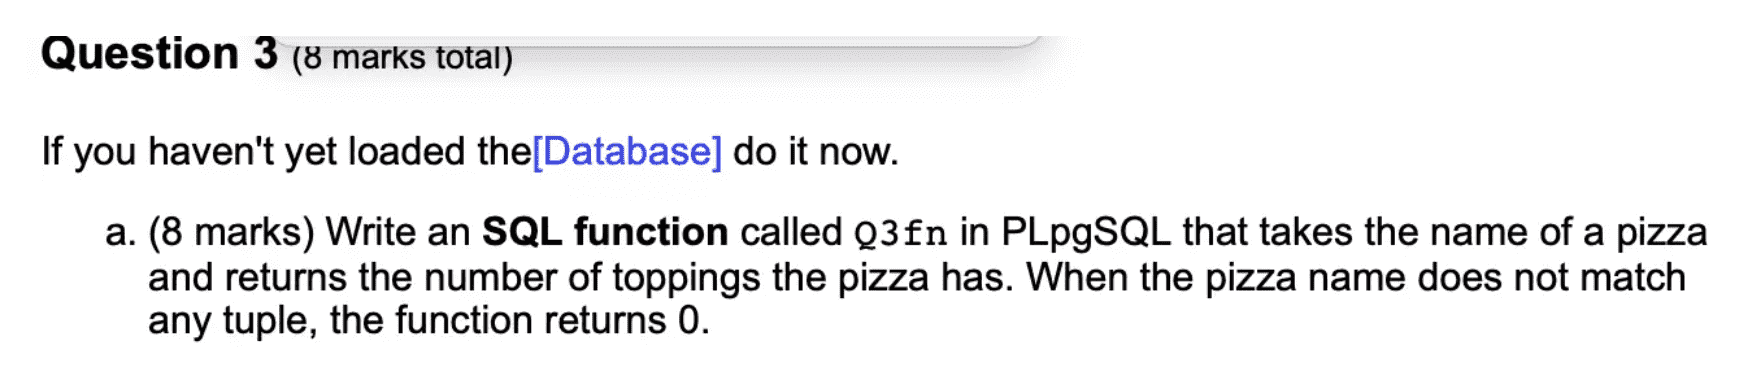 Question 3 (8 marks total)
If you haven't yet loaded the[Database] do it now.
a. (8 marks) Write an SQL function called Q3fn in PLpgSQL that takes the name of a pizza
and returns the number of toppings the pizza has. When the pizza name does not match
any tuple, the function returns 0.